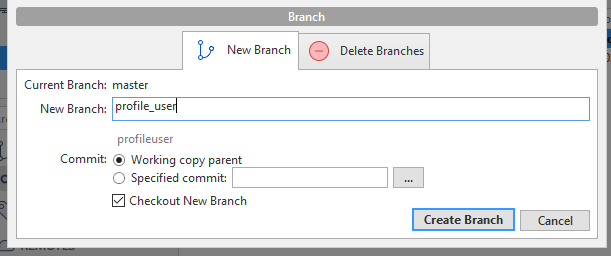 Branch
New Branch
Delete Branches
Current Branch: master
New Branch: profile_user
profileuser
Commit: Working copy parent
Specified commit: ...
Checkout New Branch
Create Branch Cancel